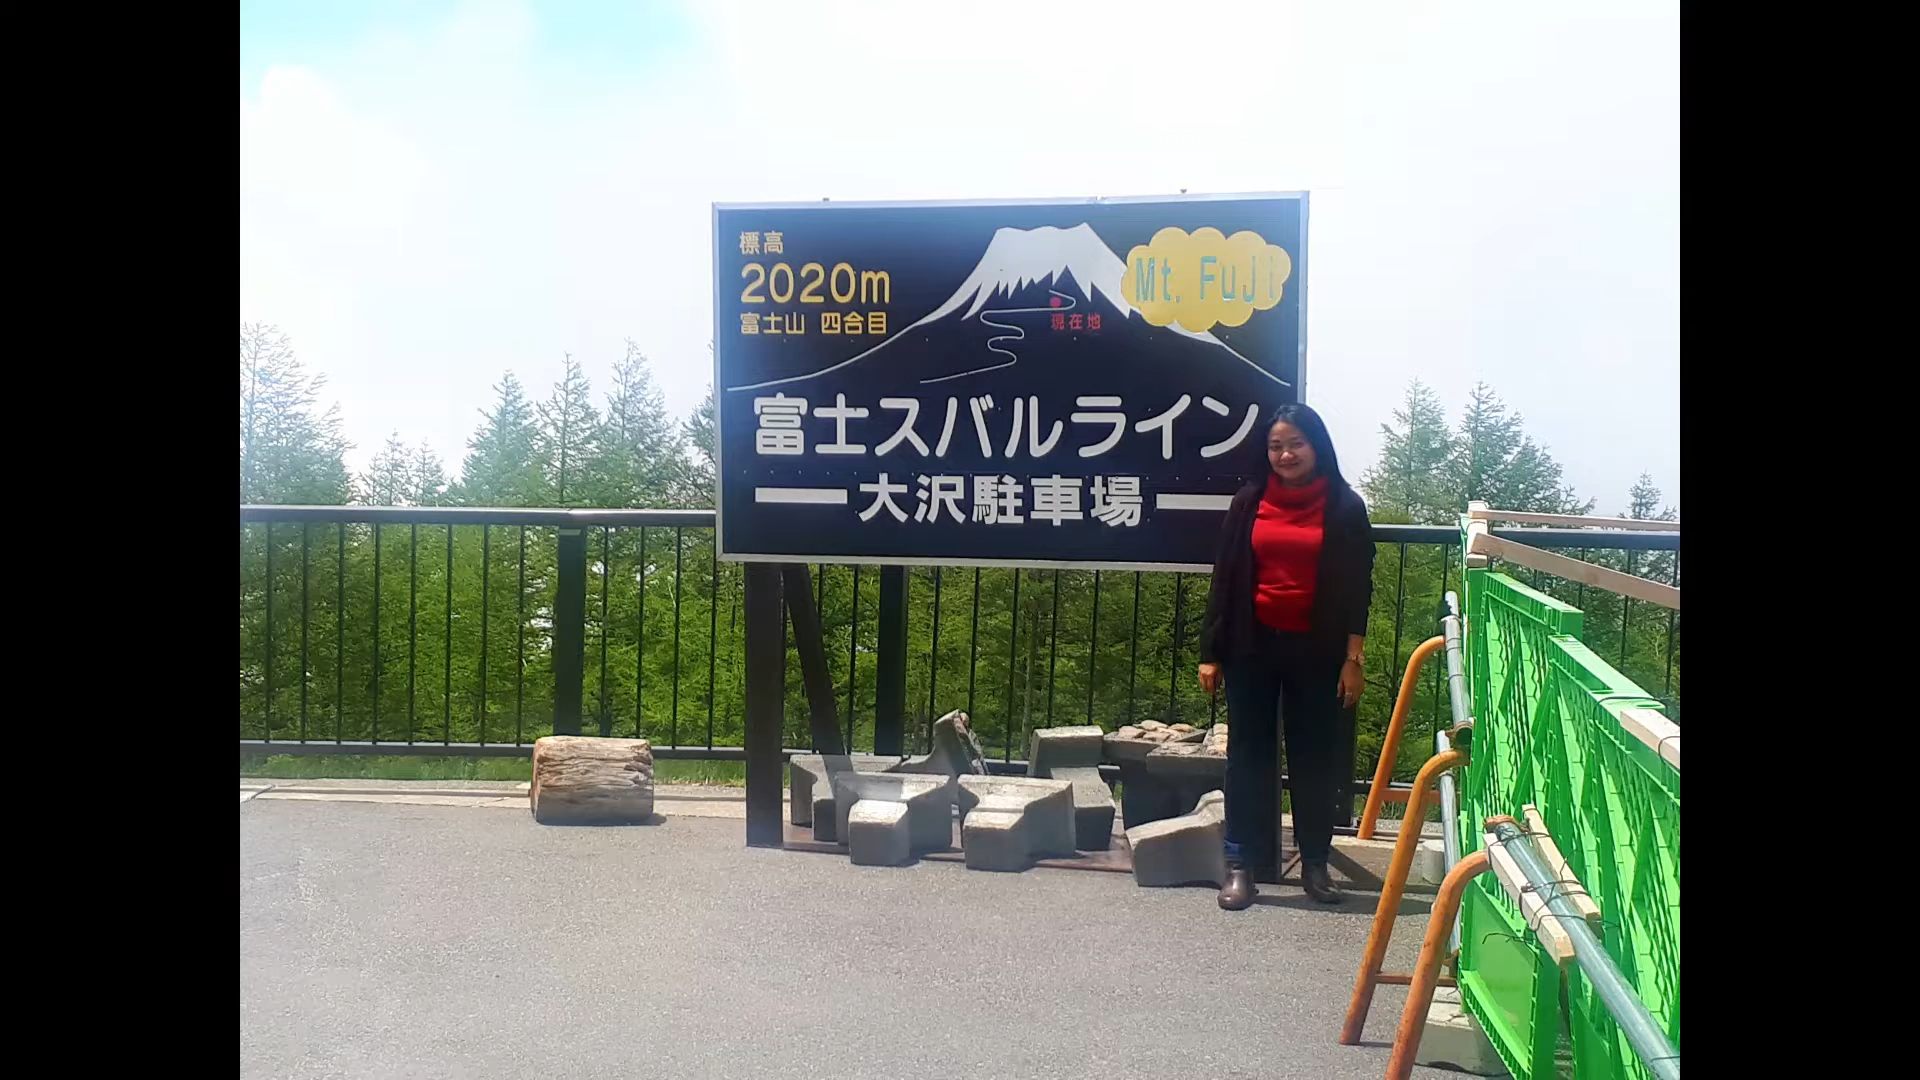 標高
2020m
富士山 四合目
Mt. FuJi
現在地
富士スバルライン
大沢駐車場